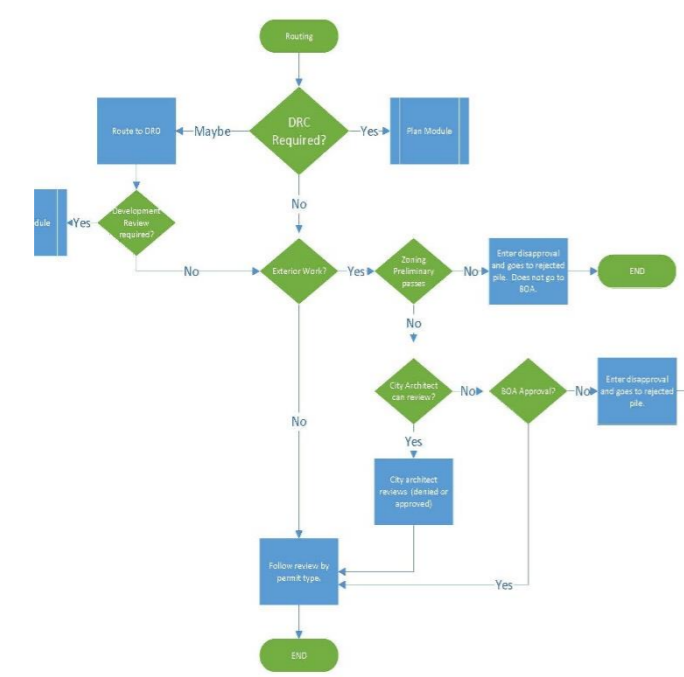 Routing
DRC
Required?
Maybe
Yes
Route to DRD
Plan Module
No
Development
Review
required?
Yes
dule
No
Exterior Work?
Yes
Zoning
Preliminary
passes
No
Enter disapproval
and goes to rejected
pile. Does not go to
BOA.
END
No
City Architect
can review?
No
BOA Approval?
No
Enter disapproval
and goes to rejected
pile.
No
Yes
City architect
reviews (denied or
approved)
Follow review by
permit type.
Yes
END